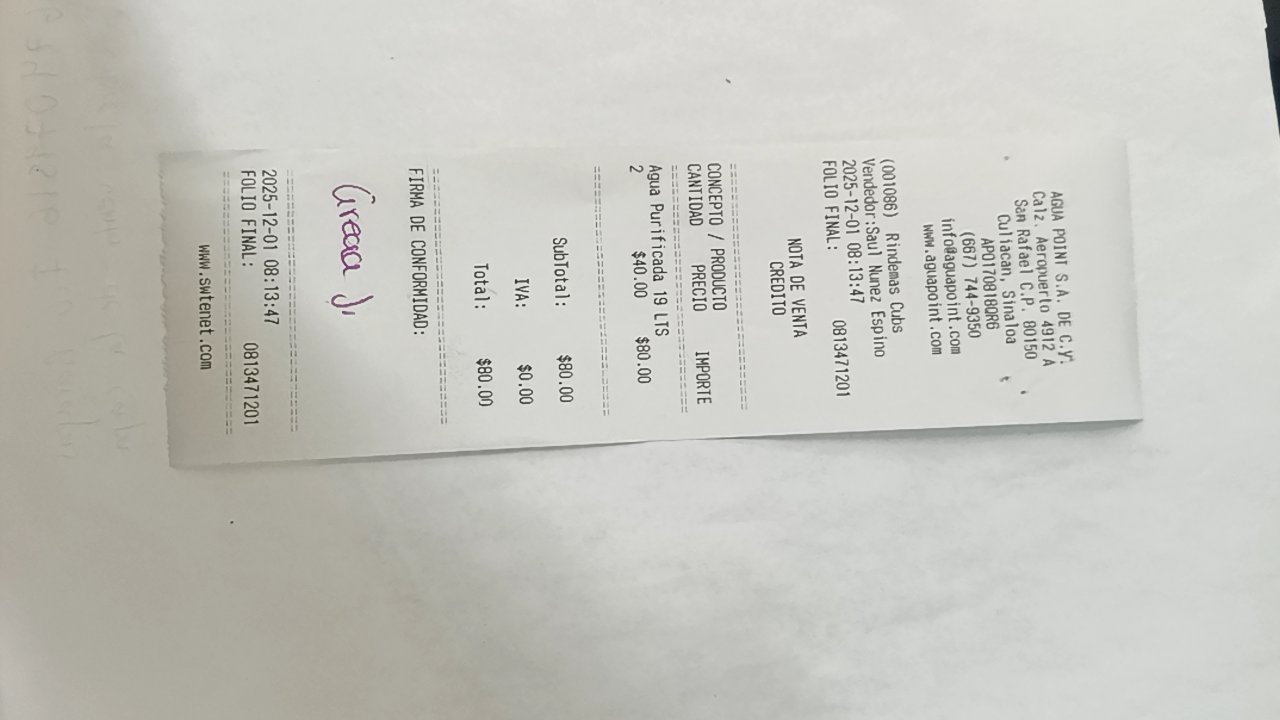 AGUA POINT S.A. DE C.V.
Calz. Aeropuerto 4912 A
San Rafael C.P. 80150
Culiacan, Sinaloa
APO170818QR6
(667) 744-9350
info@aguapoint.com
www.aguapoint.com
(001086) Rindemas Cubs
Vendedor:Saul Nunez Espino
2025-12-01 08:13:47
FOLIO FINAL: 0813471201
NOTA DE VENTA
CREDITO
==========================
CONCEPTO / PRODUCTO
CANTIDAD PRECIO IMPORTE
==========================
Agua Purificada 19 LTS
2 $40.00 $80.00
==========================
SubTotal: $80.00
IVA: $0.00
Total: $80.00
==========================
FIRMA DE CONFORMIDAD:
==========================
2025-12-01 08:13:47
FOLIO FINAL: 0813471201
==========================
www.swtenet.com